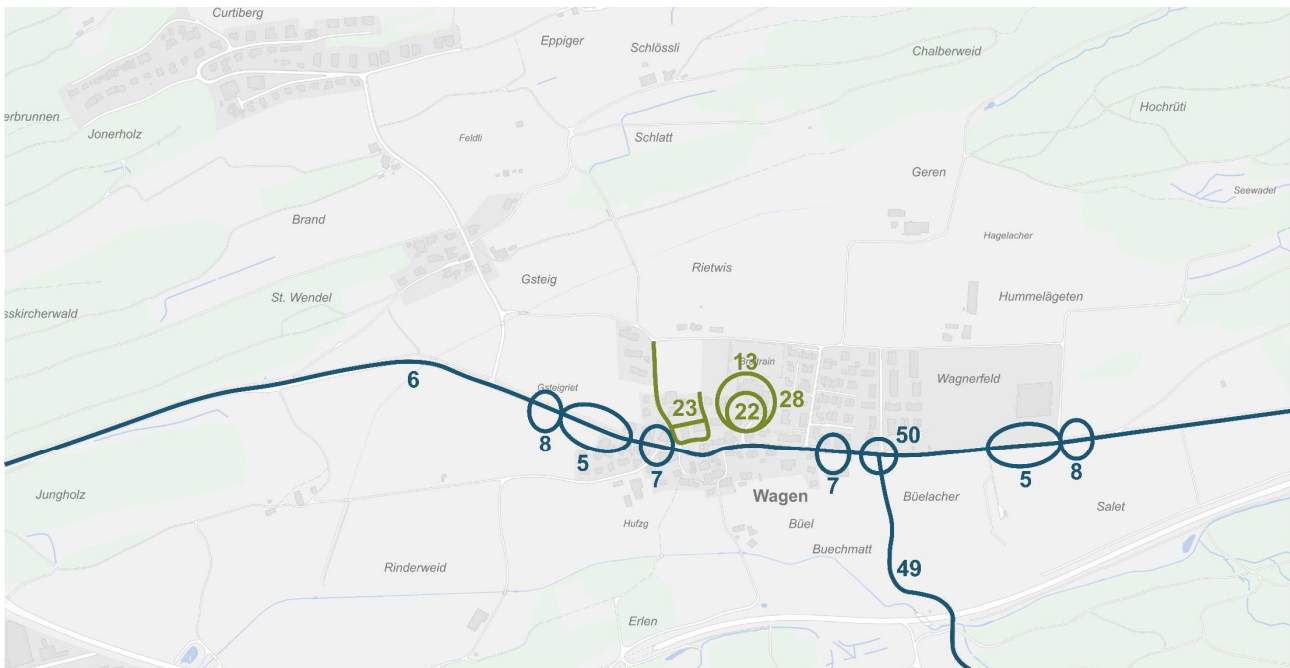 Curtiberg
Eppiger
Schlössli
Chalberweid
erbrunnen
Jonerholz
Feldli
Schlatt
Hochrüti
Geren
Seewadel
Brand
Hagelacher
Gsteig
Rietwis
St. Wendel
Hummelägeten
sskircherwald
13
6
Gsteigriet
Wagnerfeld
23
22
28
8
5
7
50
7
5
8
Jungholz
Wagen
Büelacher
Salet
Hufzg
Büel
Buechmatt
Rinderweid
49
Erlen